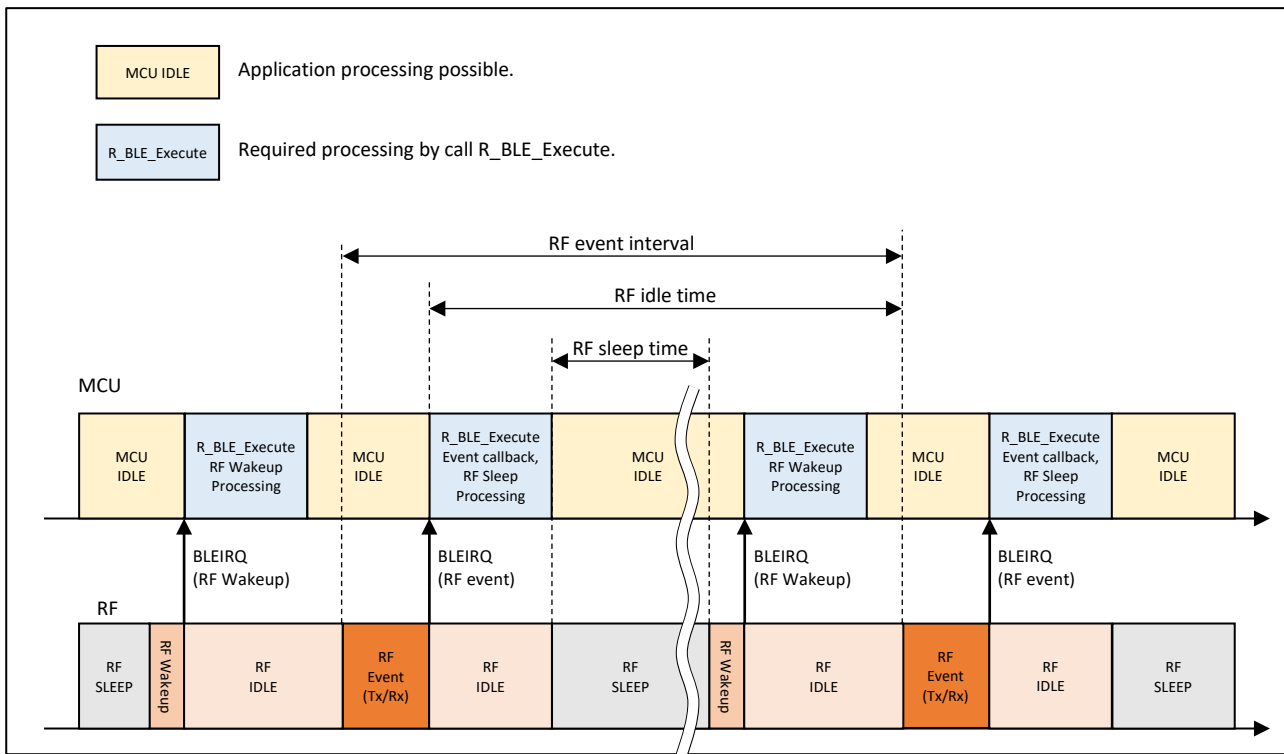 MCU IDLE
Application processing possible.
R_BLE_Execute
Required processing by call R_BLE_Execute.
RF event interval
RF idle time
RF sleep time
MCU
MCU
IDLE
R_BLE_Execute
RF Wakeup
Processing
MCU
IDLE
R_BLE_Execute
Event callback,
RF Sleep
Processing
MCU
IDLE
R_BLE_Execute
RF Wakeup
Processing
MCU
IDLE
R_BLE_Execute
Event callback,
RF Sleep
Processing
MCU
IDLE
BLEIRQ
(RF Wakeup)
BLEIRQ
(RF event)
BLEIRQ
(RF Wakeup)
BLEIRQ
(RF event)
RF
RF
SLEEP
RF Wakeup
RF
IDLE
RF
Event
(Tx/Rx)
RF
IDLE
RF
SLEEP
RF Wakeup
RF
IDLE
RF
Event
(Tx/Rx)
RF
IDLE
RF
SLEEP